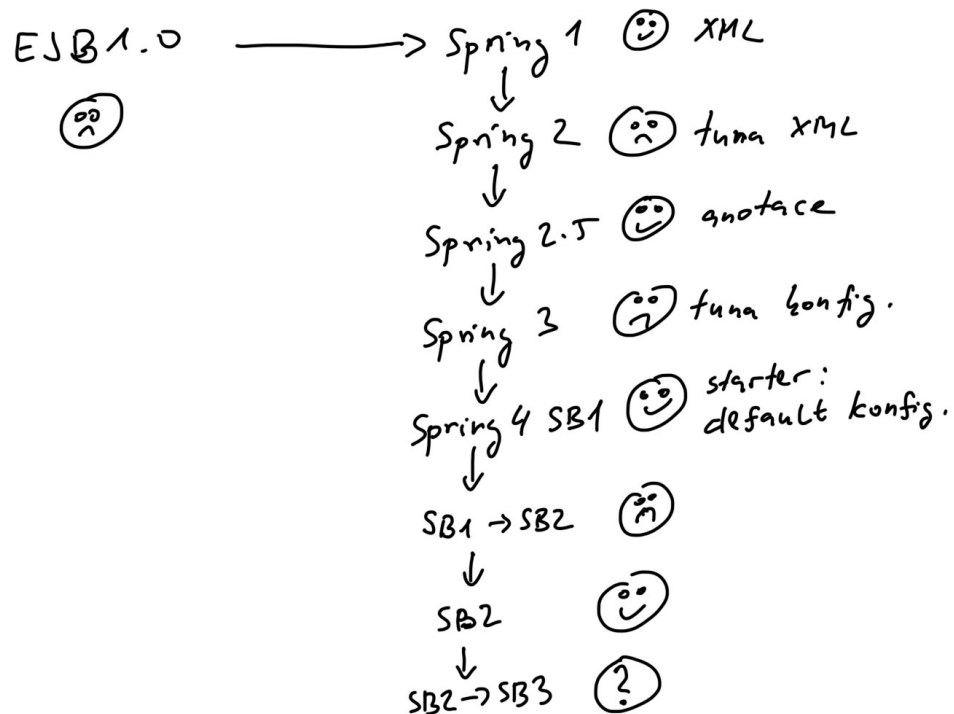 EJB1.0 → Spring 1 XML
Spring 2 tuna XML
Spring 2.5 anotace
Spring 3 tuna konfig.
starter:
Spring 4 SB1 default konfig.
SB1 → SB2
SB2
SB2 → SB3 ?